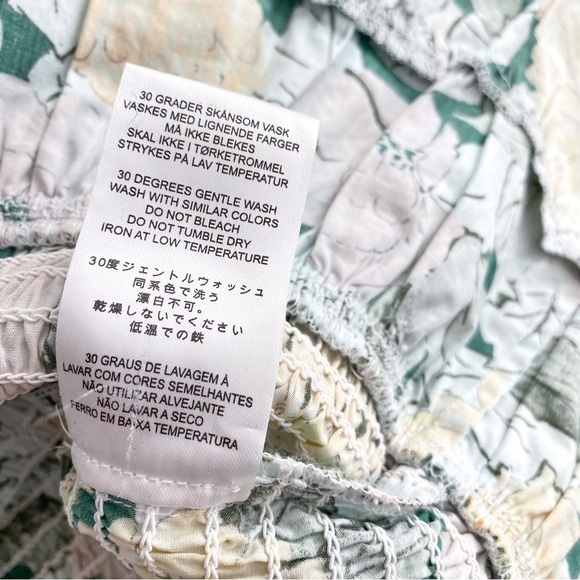 30 GRADER SKÅNSOM VASK
VASKES MED LIGNENDE FARGER
MÅ IKKE BLEKES
SKAL IKKE I TØRKETROMMEL
STRYKES PÅ LAV TEMPERATUR
30 DEGREES GENTLE WASH
WASH WITH SIMILAR COLORS
DO NOT BLEACH
DO NOT TUMBLE DRY
IRON AT LOW TEMPERATURE
30度ジェントルウォッシュ
同系色で洗う
漂白不可。
乾燥しないでください
低温での鉄
30 GRAUS DE LAVAGEM À
LAVAR COM CORES SEMELHANTES
NÃO UTILIZAR ALVEJANTE
NÃO LAVAR A SECO
FERRO EM BAIXA TEMPERATURA